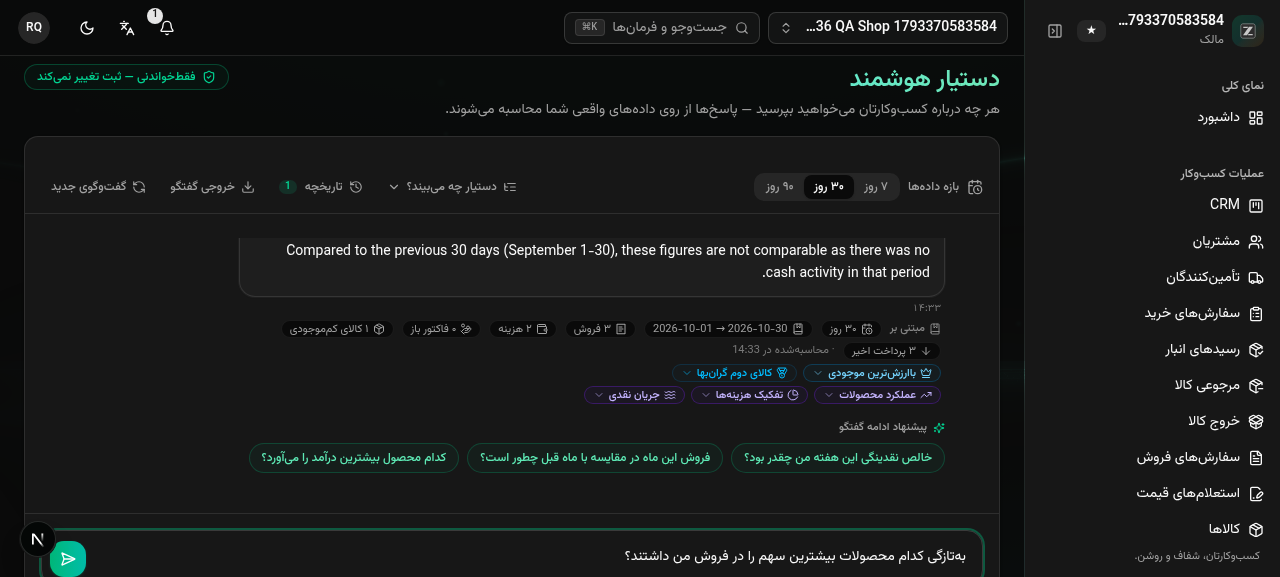 793370583584…
مالک
نمای کلی
داشبورد
عملیات کسب‌وکار
CRM
مشتریان
تأمین‌کنندگان
سفارش‌های خرید
رسیدهای انبار
مرجوعی کالا
خروج کالا
سفارش‌های فروش
استعلام‌های قیمت
کالاها
کسب‌وکارتان، شفاف و روشن.
…36 QA Shop 1793370583584
جست‌وجو و فرمان‌ها ⌘K
1
RQ
دستیار هوشمند
فقط‌خواندنی — ثبت تغییر نمی‌کند
هر چه درباره کسب‌وکارتان می‌خواهید بپرسید — پاسخ‌ها از روی داده‌های واقعی شما محاسبه می‌شوند.
بازه داده‌ها ۷ روز ۳۰ روز ۹۰ روز
دستیار چه می‌بیند؟ تاریخچه 1 خروجی گفتگو گفت‌وگوی جدید
Compared to the previous 30 days (September 1-30), these figures are not comparable as there was no
cash activity in that period.
۱۴:۳۳
مبتنی بر ۳۰ روز 2026-10-01 → 2026-10-30 ۳ فروش ۲ هزینه ۰ فاکتور باز ۱ کالای کم‌موجودی
۳ پرداخت اخیر · محاسبه‌شده در 14:33
باارزش‌ترین موجودی کالای دوم گران‌بها
عملکرد محصولات تفکیک هزینه‌ها جریان نقدی
پیشنهاد ادامه گفتگو
خالص نقدینگی این هفته من چقدر بود؟ فروش این ماه در مقایسه با ماه قبل چطور است؟ کدام محصول بیشترین درآمد را می‌آورد؟
به‌تازگی کدام محصولات بیشترین سهم را در فروش من داشتند؟
N